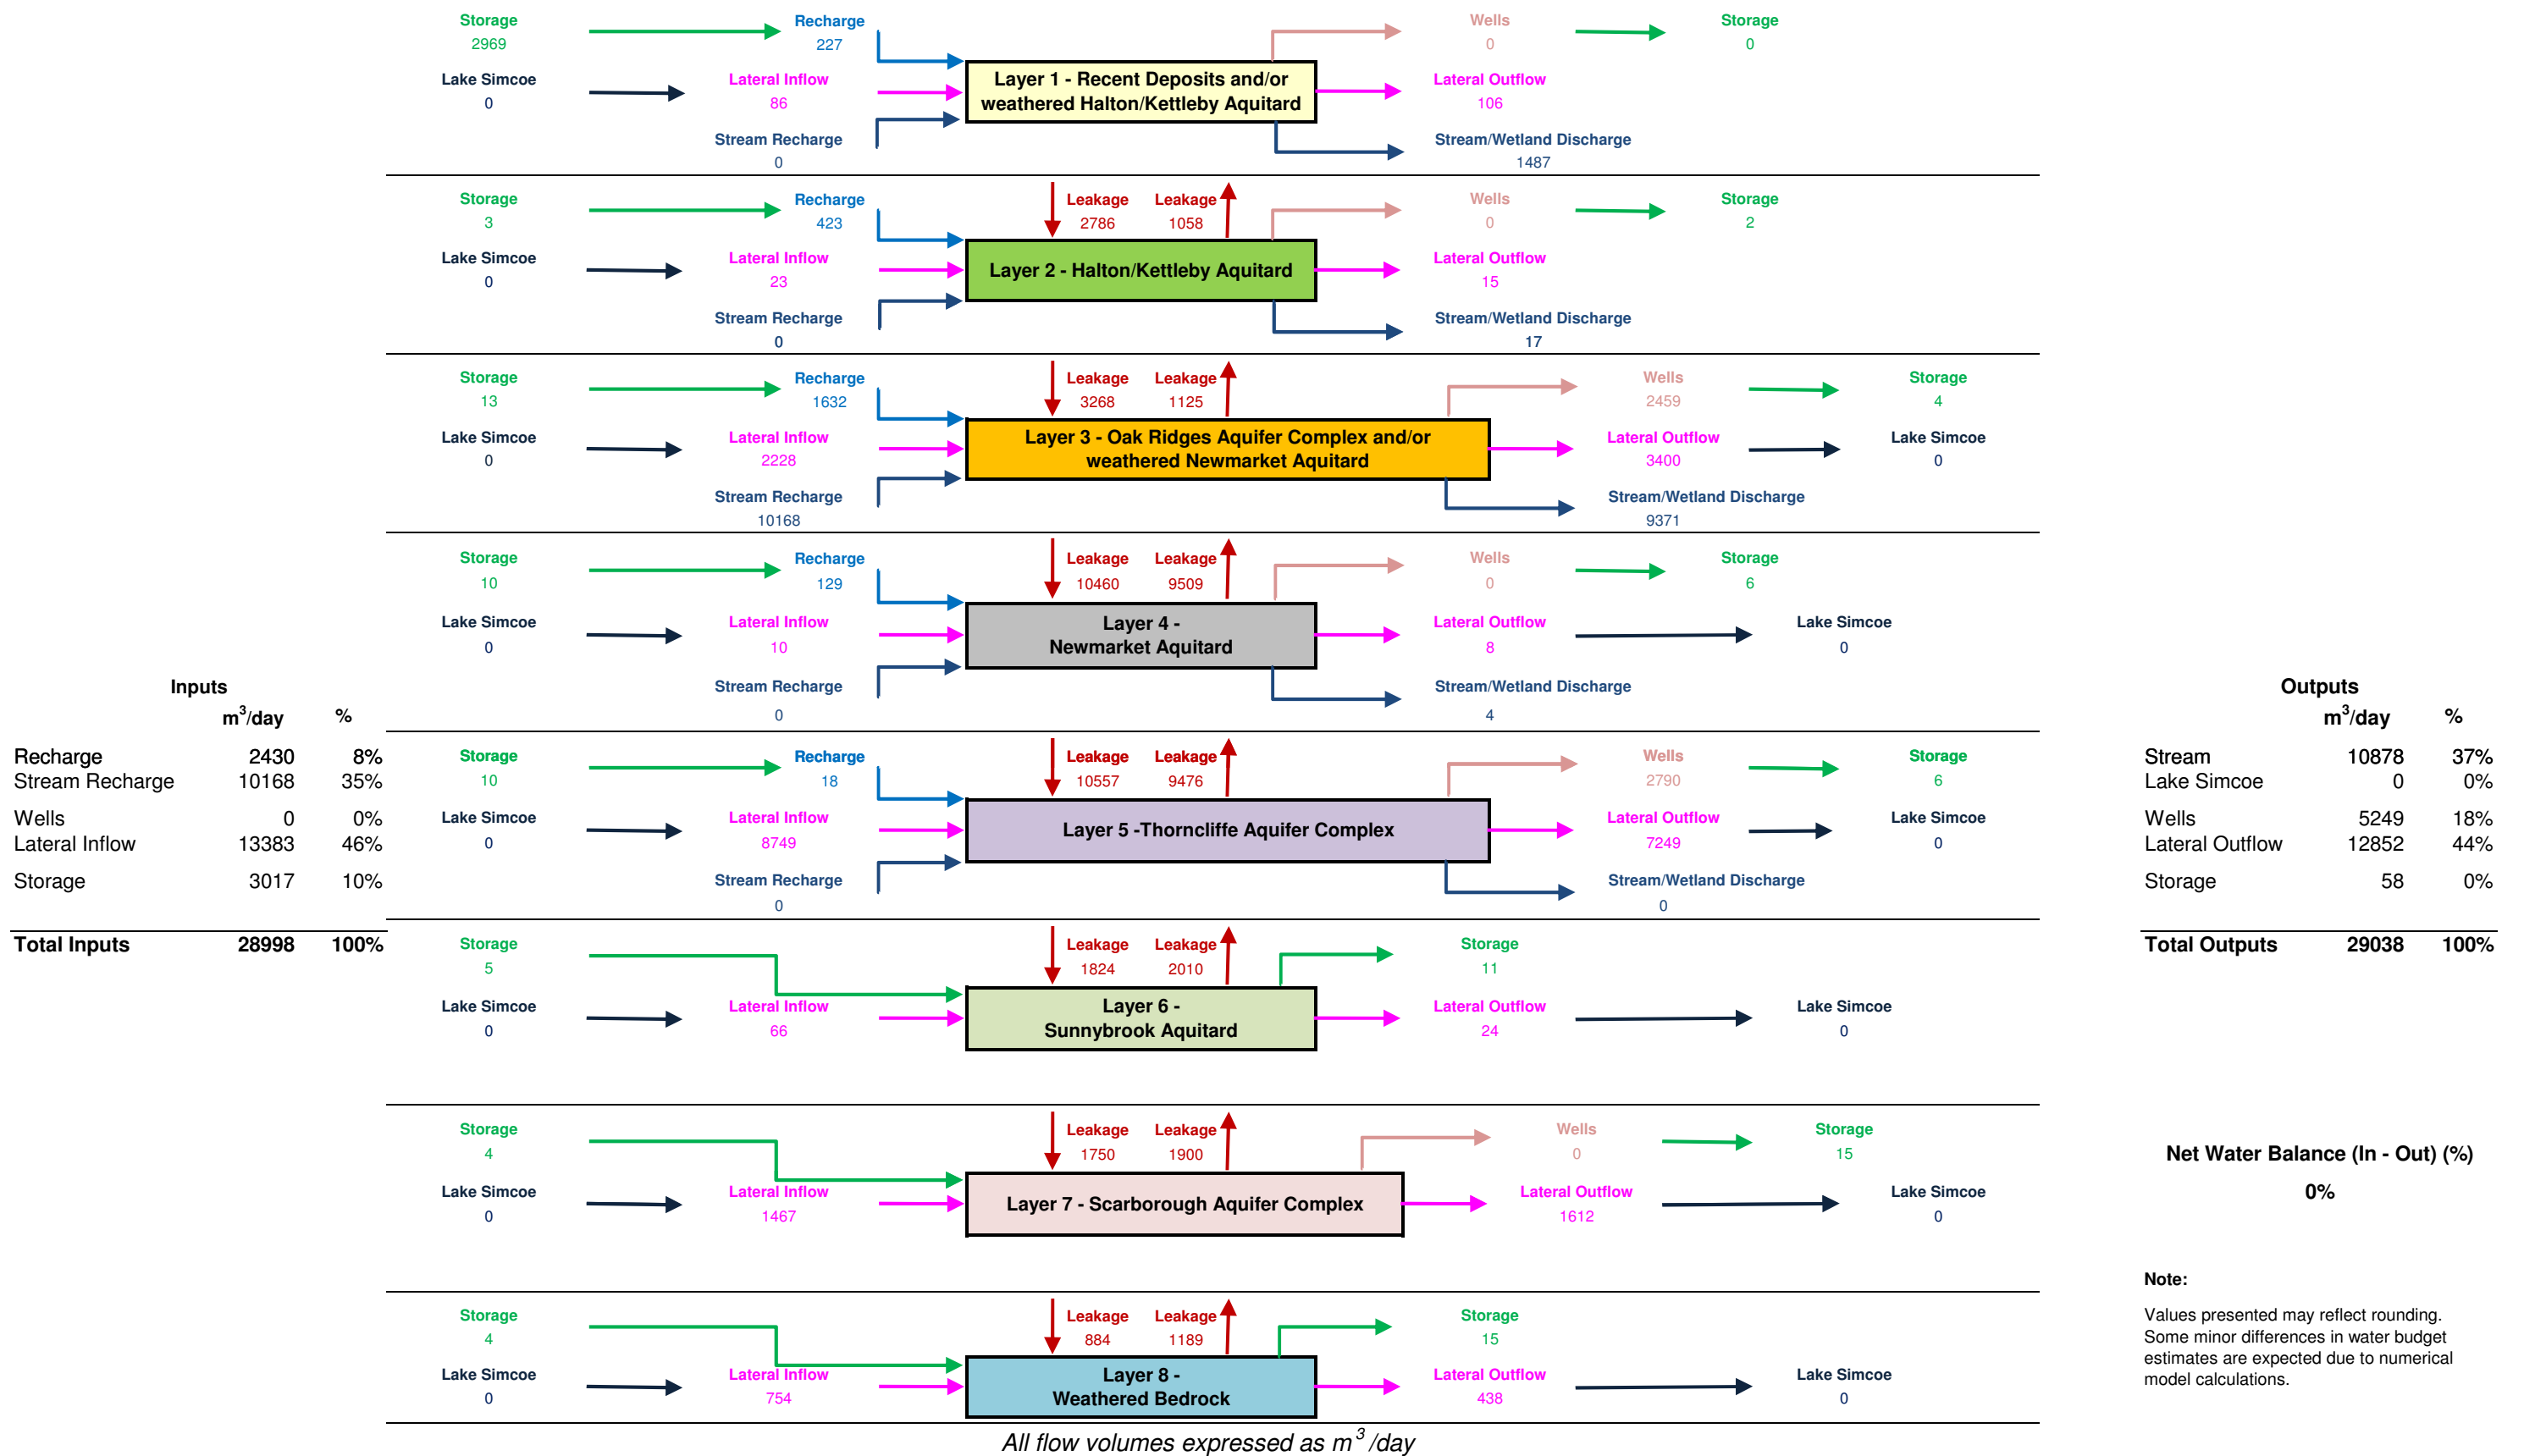 Storage Recharge Wells Storage
2969 227 0 0
Lake Simcoe Lateral Inflow Layer 1 - Recent Deposits and/or Lateral Outflow
0 86 weathered Halton/Kettleby Aquitard 106
Stream Recharge Stream/Wetland Discharge
0 1487
Storage Recharge Leakage Leakage Wells Storage
3 423 2786 1058 0 2
Lake Simcoe Lateral Inflow Layer 2 - Halton/Kettleby Aquitard Lateral Outflow
0 23 15
Stream Recharge Stream/Wetland Discharge
0 17
Storage Recharge Leakage Leakage Wells Storage
13 1632 3268 1125 2459 4
Lake Simcoe Lateral Inflow Layer 3 - Oak Ridges Aquifer Complex and/or Lateral Outflow Lake Simcoe
0 2228 weathered Newmarket Aquitard 3400 0
Stream Recharge Stream/Wetland Discharge
10168 9371
Storage Recharge Leakage Leakage Wells Storage
10 129 10460 9509 0 6
Lake Simcoe Lateral Inflow Layer 4 - Lateral Outflow Lake Simcoe
0 10 Newmarket Aquitard 8 0
Stream Recharge Stream/Wetland Discharge
0 4
Storage Recharge Leakage Leakage Wells Storage
10 18 10557 9476 2790 6
Lake Simcoe Lateral Inflow Layer 5 -Thorncliffe Aquifer Complex Lateral Outflow Lake Simcoe
0 8749 7249 0
Stream Recharge Stream/Wetland Discharge
0 0
Storage Leakage Leakage Storage
5 1824 2010 11
Lake Simcoe Lateral Inflow Layer 6 - Lateral Outflow Lake Simcoe
0 66 Sunnybrook Aquitard 24 0
Storage Leakage Leakage Wells Storage
4 1750 1900 0 15
Lake Simcoe Lateral Inflow Layer 7 - Scarborough Aquifer Complex Lateral Outflow Lake Simcoe
0 1467 1612 0
Storage Leakage Leakage Storage
4 884 1189 15
Lake Simcoe Lateral Inflow Layer 8 - Lateral Outflow Lake Simcoe
0 754 Weathered Bedrock 438 0
All flow volumes expressed as m³/day
Inputs
m³/day %
Recharge 2430 8%
Stream Recharge 10168 35%
Wells 0 0%
Lateral Inflow 13383 46%
Storage 3017 10%
Total Inputs 28998 100%
Outputs
m³/day %
Stream 10878 37%
Lake Simcoe 0 0%
Wells 5249 18%
Lateral Outflow 12852 44%
Storage 58 0%
Total Outputs 29038 100%
Net Water Balance (In - Out) (%)
0%
Note:
Values presented may reflect rounding.
Some minor differences in water budget
estimates are expected due to numerical
model calculations.